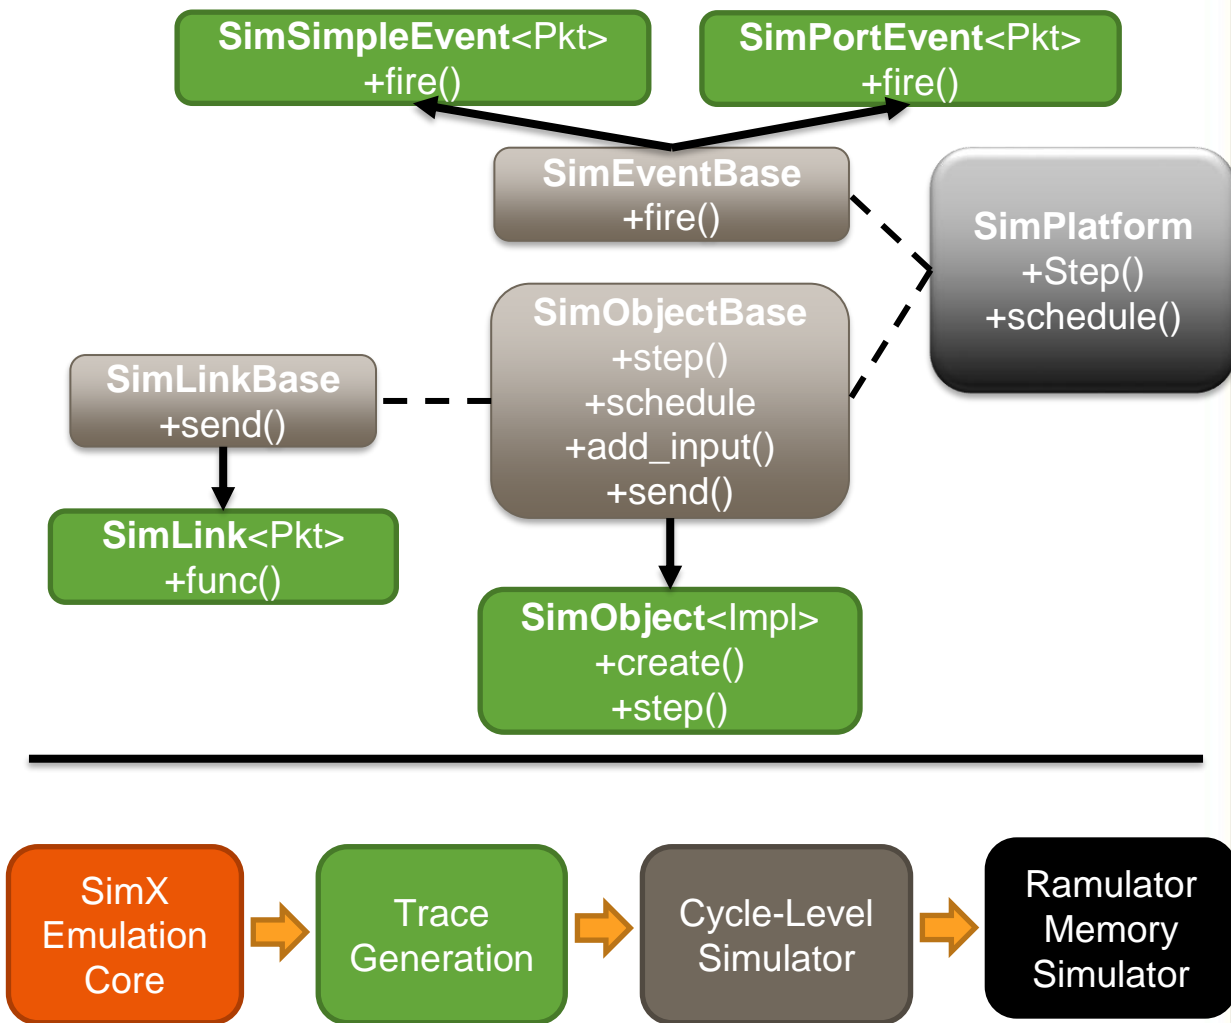 SimSimpleEvent<Pkt>
+fire()
SimPortEvent<Pkt>
+fire()
SimEventBase
+fire()
SimPlatform
+Step()
+schedule()
SimObjectBase
+step()
+schedule
+add_input()
+send()
SimLinkBase
+send()
SimLink<Pkt>
+func()
SimObject<Impl>
+create()
+step()
SimX
Emulation
Core
Trace
Generation
Cycle-Level
Simulator
Ramulator
Memory
Simulator